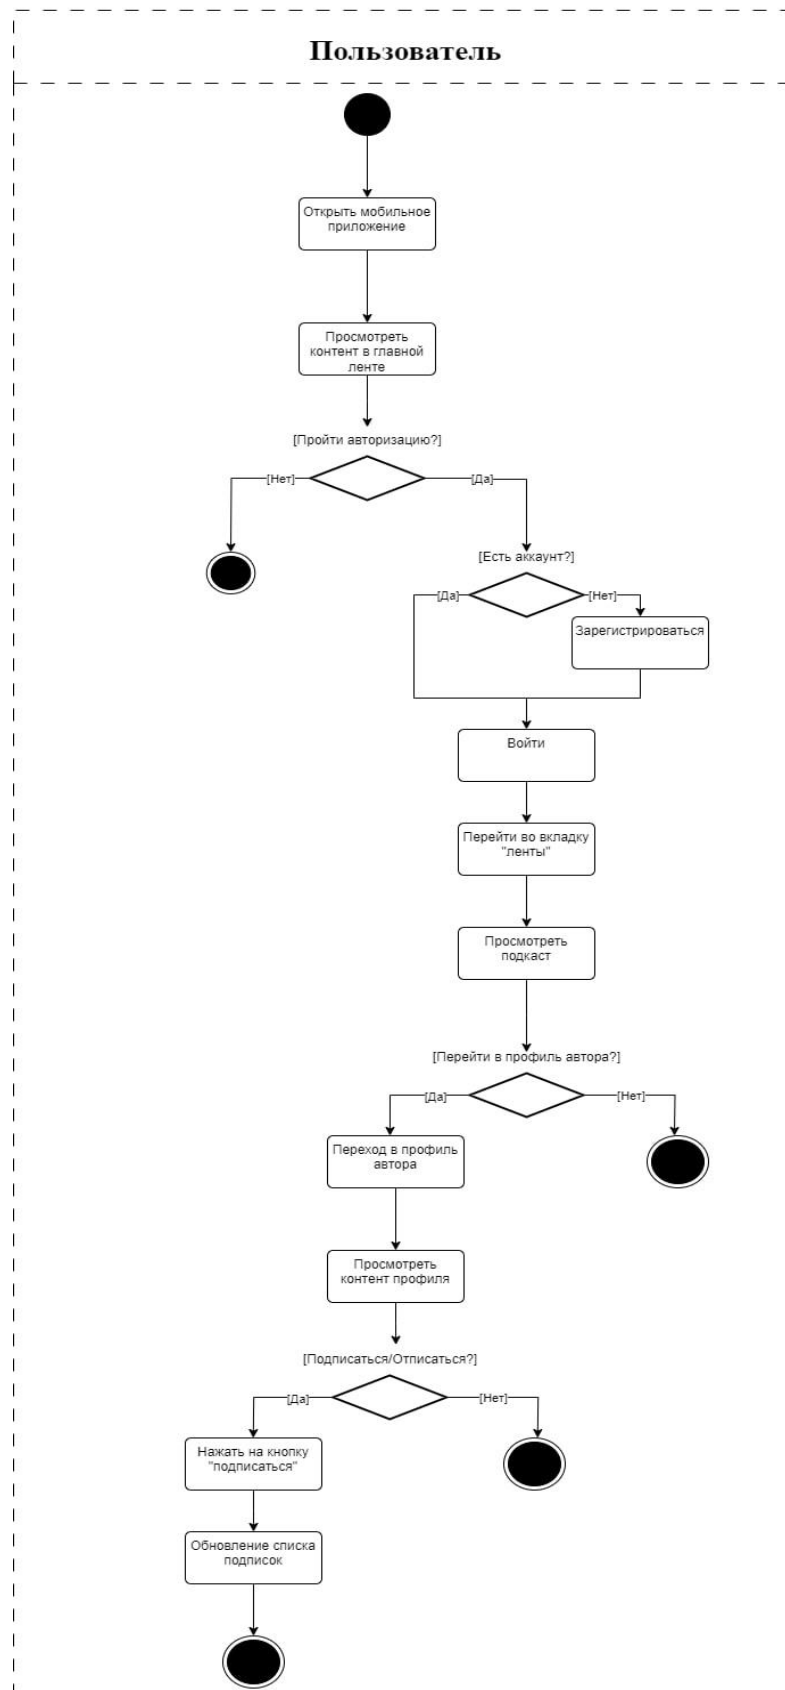 Пользователь
Открыть мобильное
приложение
Просмотреть
контент в главной
ленте
[Пройти авторизацию?]
[Нет]
[Да]
[Есть аккаунт?]
[Да]
[Нет]
Зарегистрироваться
Войти
Перейти во вкладку
"ленты"
Просмотреть
подкаст
[Перейти в профиль автора?]
[Да]
[Нет]
Переход в профиль
автора
Просмотреть
контент профиля
[Подписаться/Отписаться?]
[Да]
[Нет]
Нажать на кнопку
"подписаться"
Обновление списка
подписок